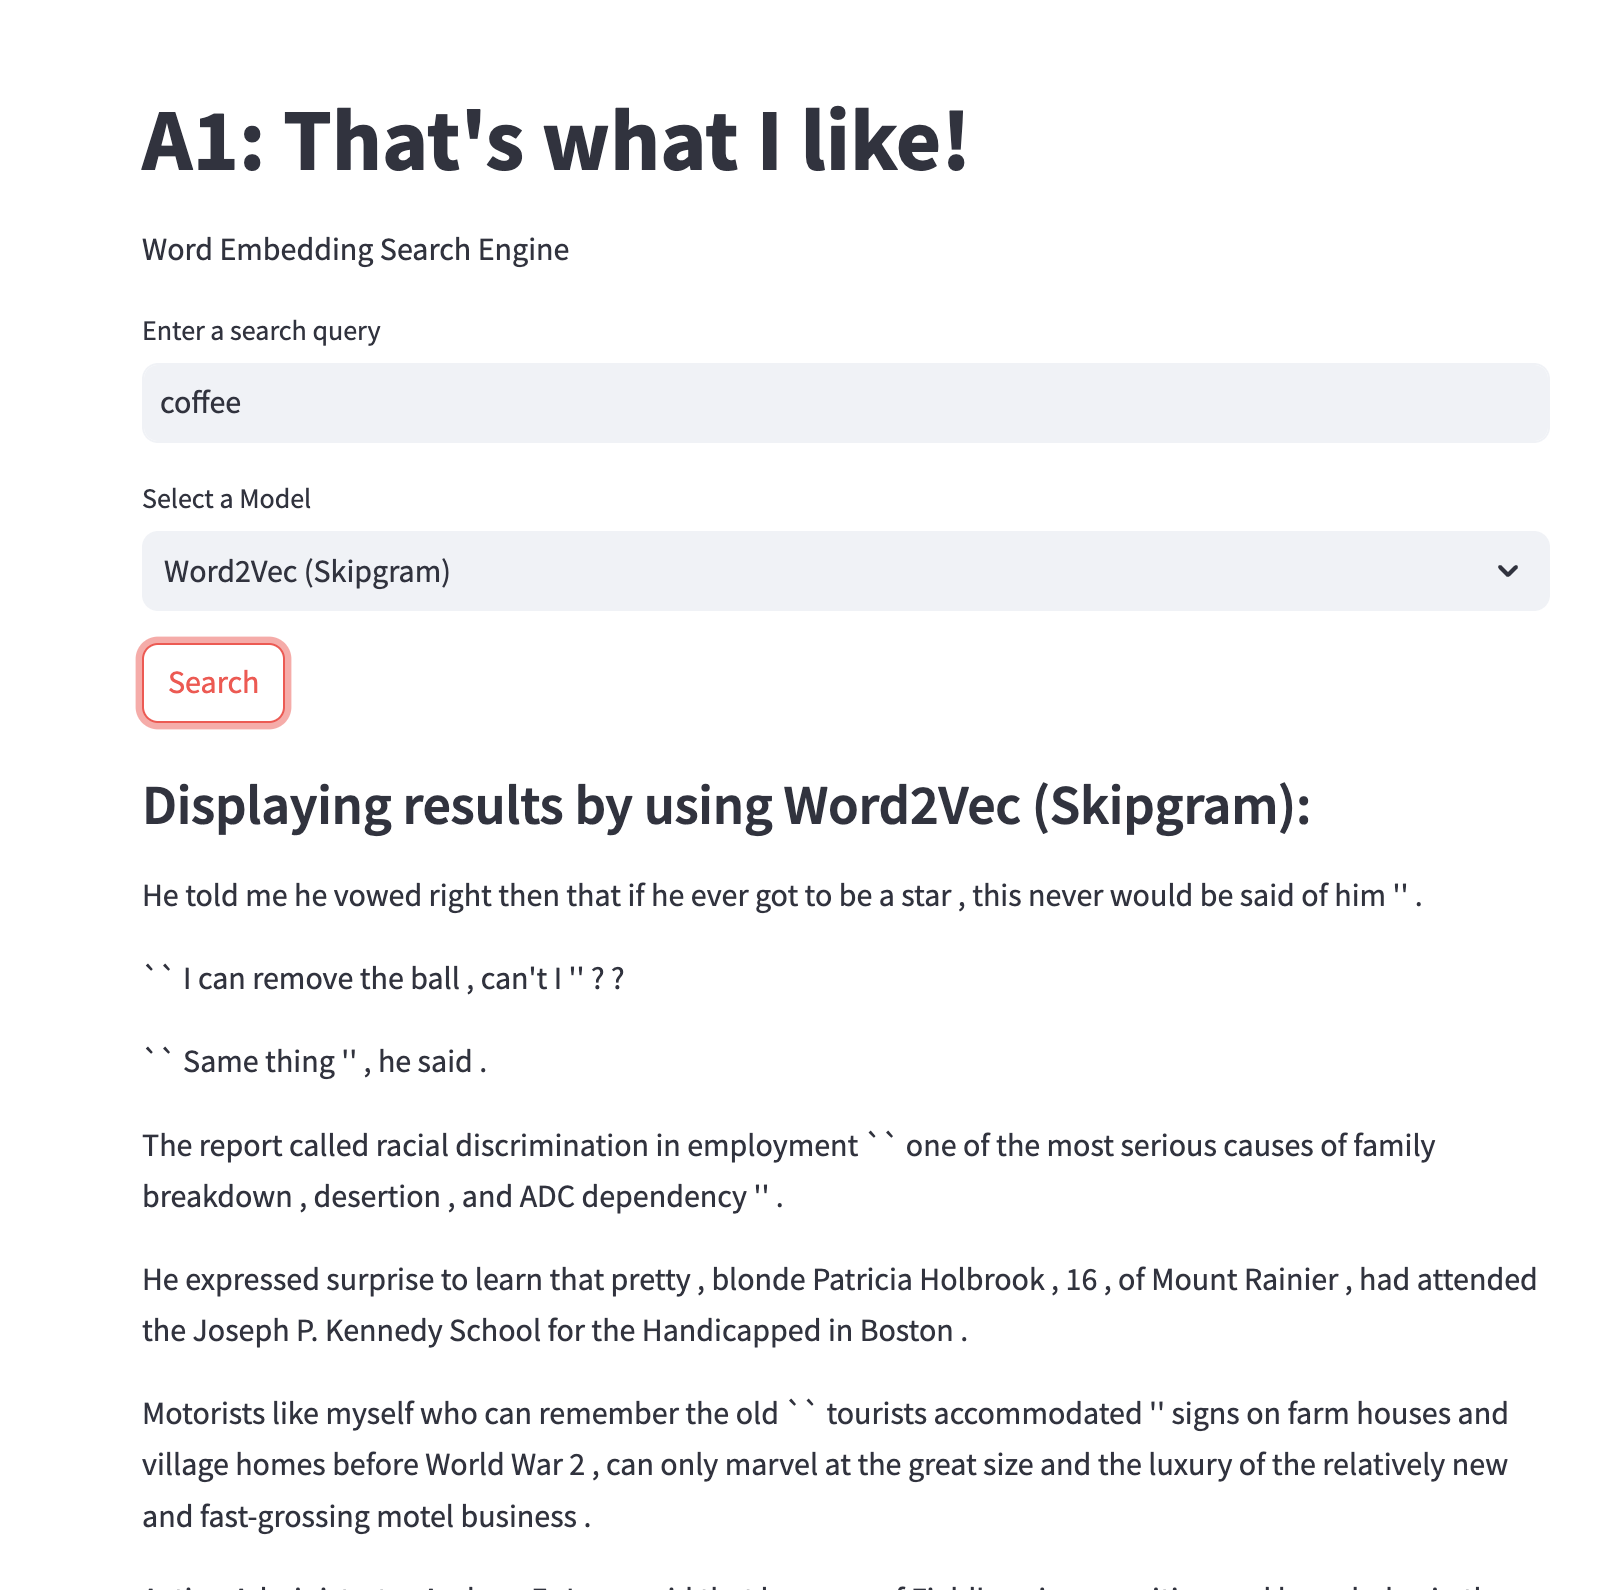 A1: That's what I like!
Word Embedding Search Engine
Enter a search query
coffee
Select a Model
Word2Vec (Skipgram)
Search
Displaying results by using Word2Vec (Skipgram):
He told me he vowed right then that if he ever got to be a star , this never would be said of him '' .
`` I can remove the ball , can't I '' ? ?
`` Same thing '' , he said .
The report called racial discrimination in employment `` one of the most serious causes of family
breakdown , desertion , and ADC dependency '' .
He expressed surprise to learn that pretty , blonde Patricia Holbrook , 16 , of Mount Rainier , had attended
the Joseph P. Kennedy School for the Handicapped in Boston .
Motorists like myself who can remember the old `` tourists accommodated '' signs on farm houses and
village homes before World War 2 , can only marvel at the great size and the luxury of the relatively new
and fast-grossing motel business .